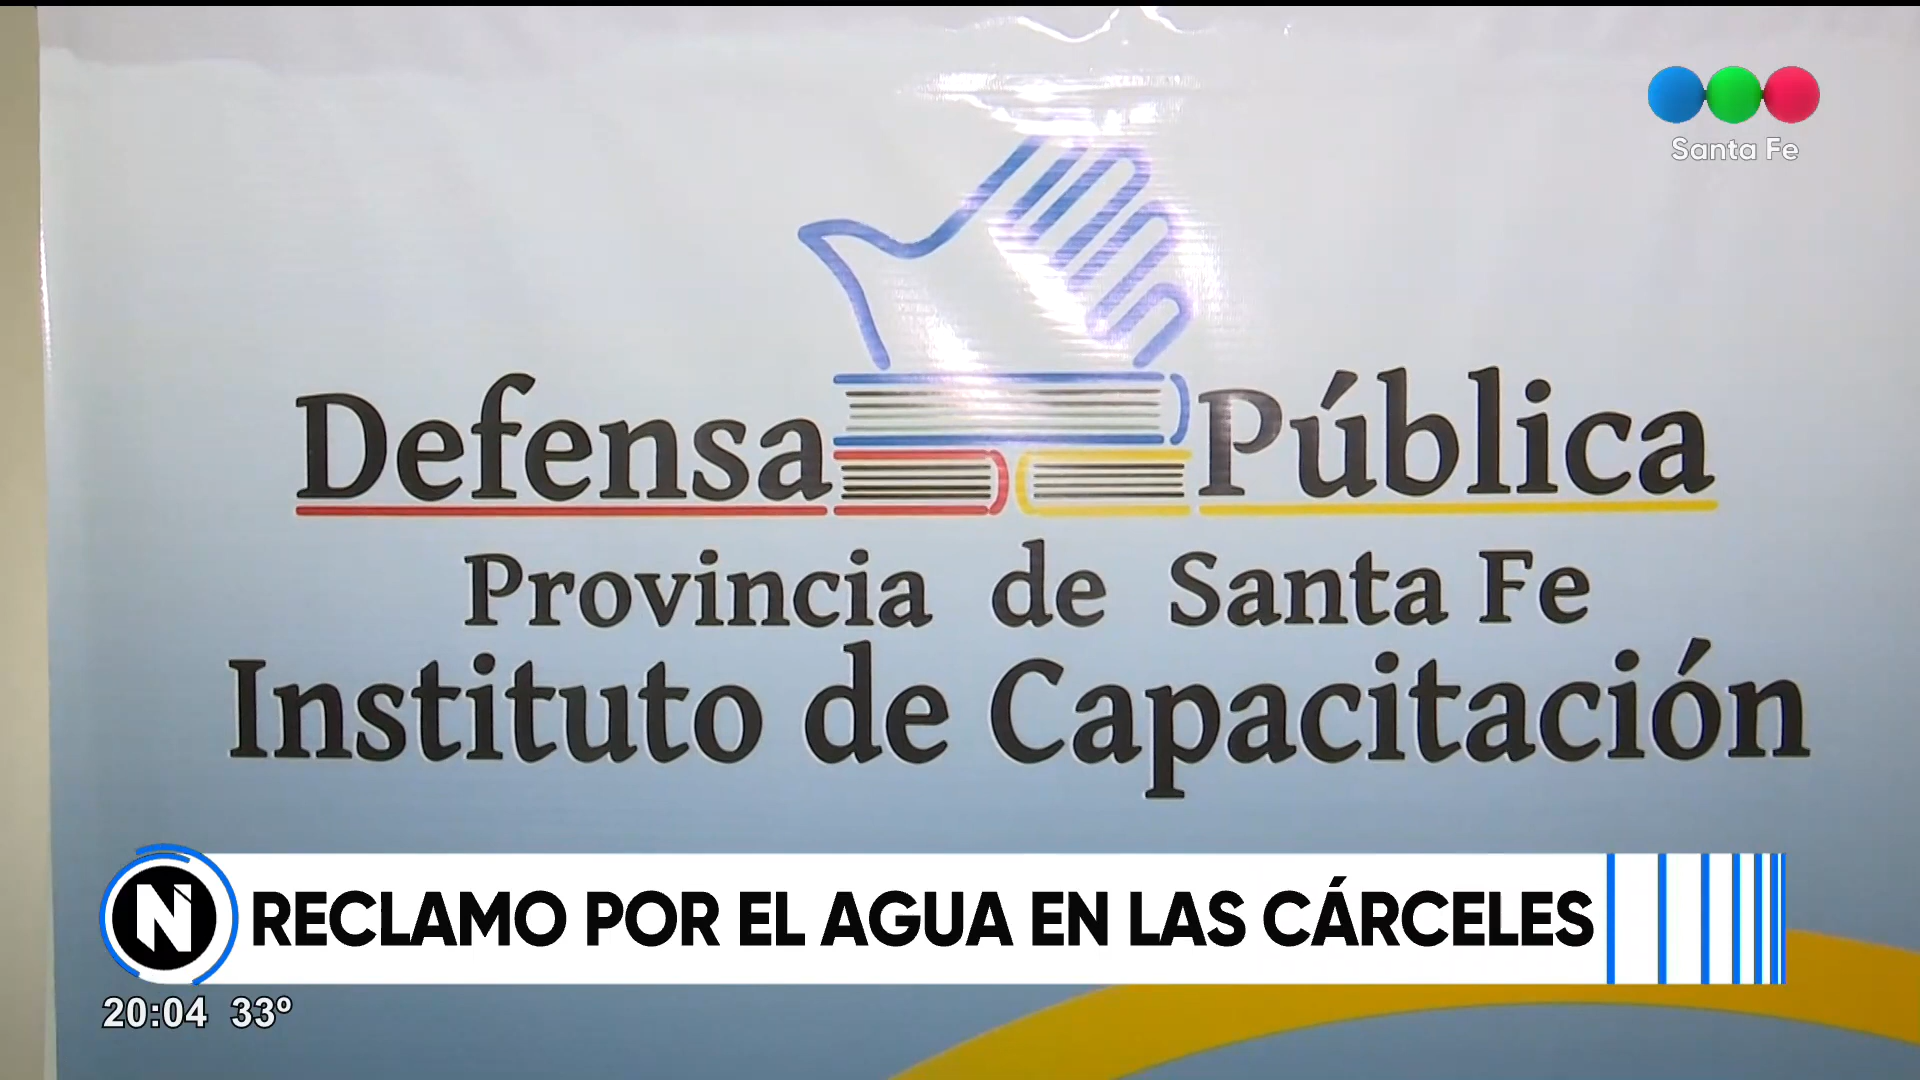 Santa Fe
Defensa Pública
Provincia de Santa Fe
Instituto de Capacitación
N RECLAMO POR EL AGUA EN LAS CÁRCELES
20:04 33º